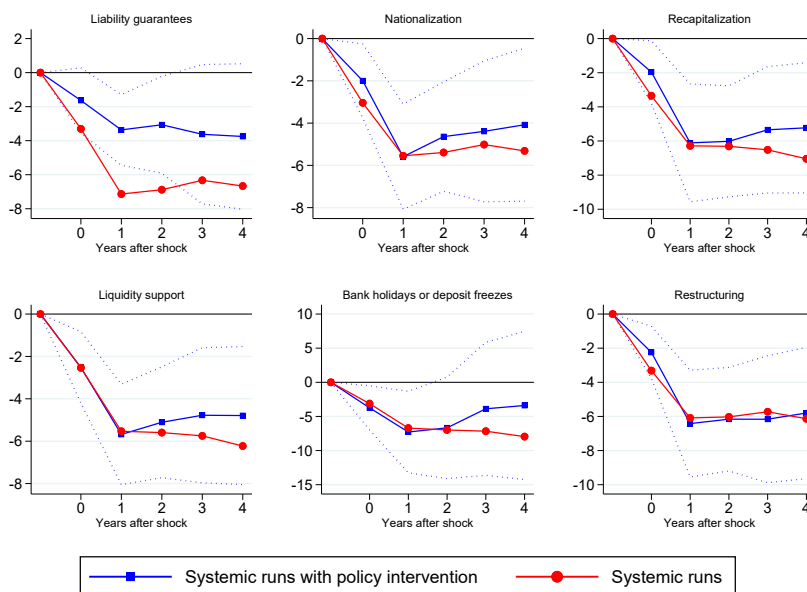 Liability guarantees
2
0
-2
-4
-6
-8
0 1 2 3 4
Years after shock
Nationalization
0
-2
-4
-6
-8
0 1 2 3 4
Years after shock
Recapitalization
0
-2
-4
-6
-8
-10
0 1 2 3 4
Years after shock
Liquidity support
0
-2
-4
-6
-8
0 1 2 3 4
Years after shock
Bank holidays or deposit freezes
10
5
0
-5
-10
-15
0 1 2 3 4
Years after shock
Restructuring
0
-2
-4
-6
-8
-10
0 1 2 3 4
Years after shock
Systemic runs with policy intervention
Systemic runs